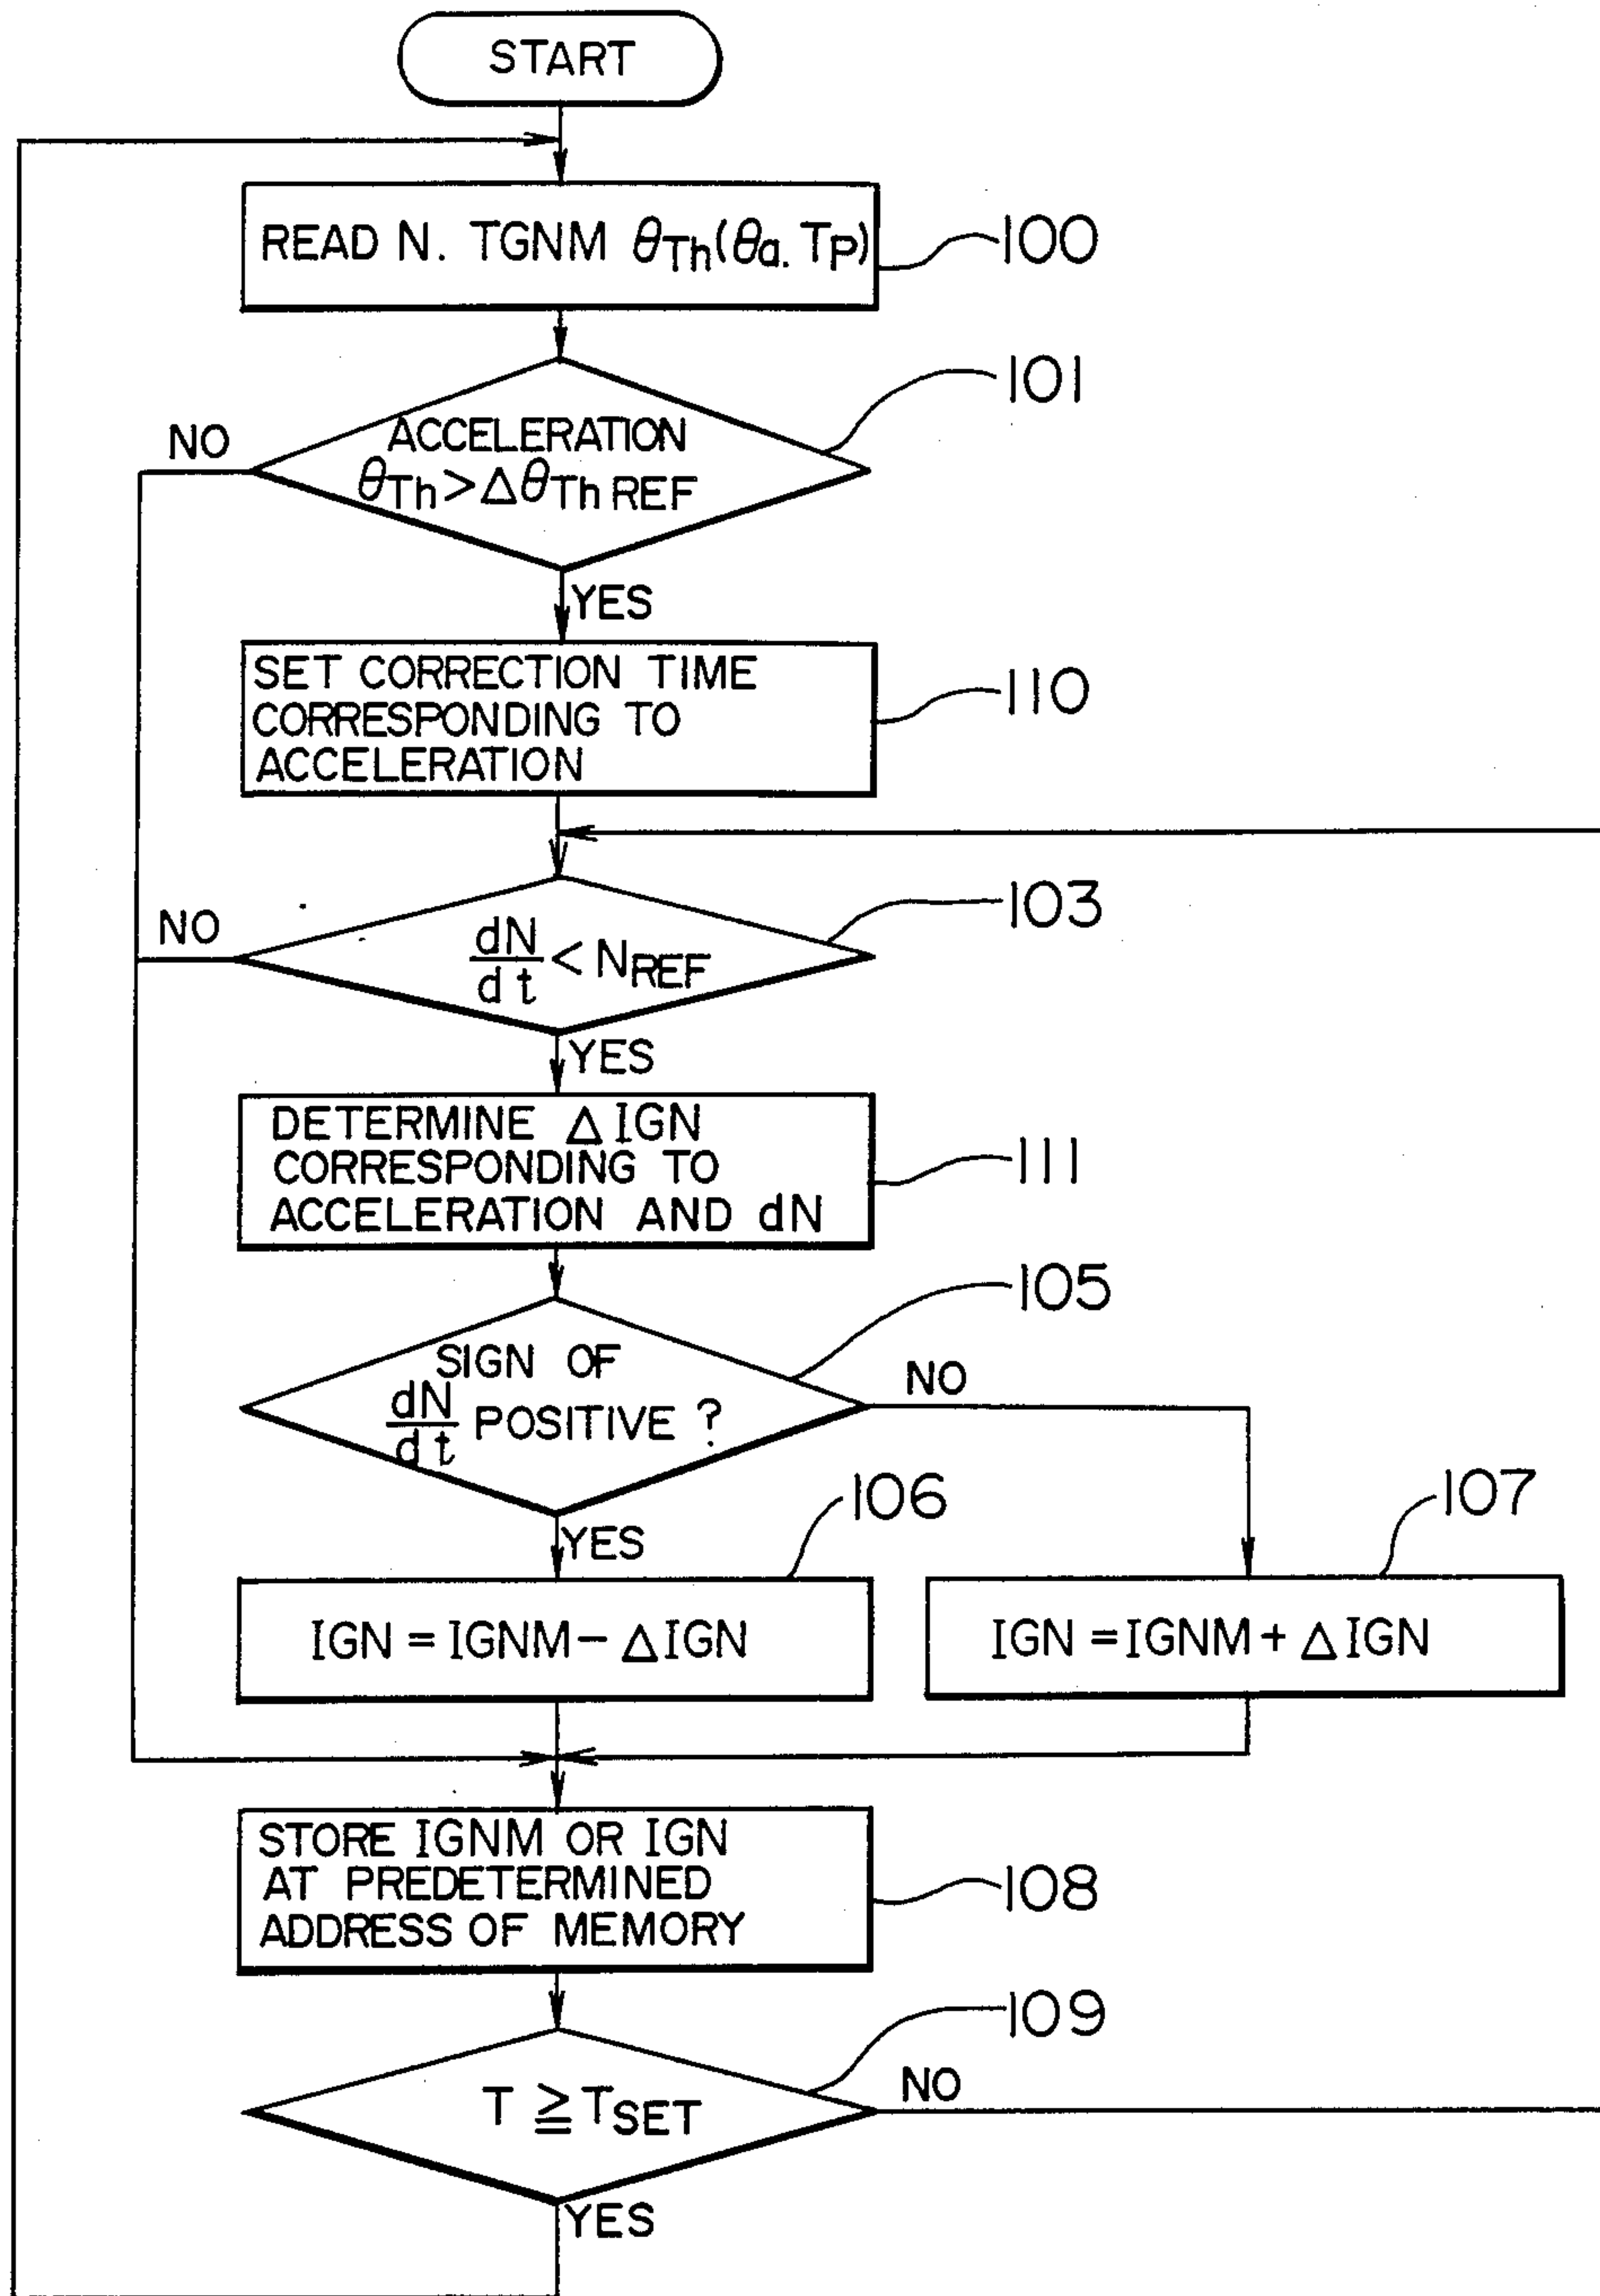 START
READ N. TGNM θTh(θa. TP)
100
ACCELERATION
θTh > ΔθTh REF
101
NO
YES
SET CORRECTION TIME
CORRESPONDING TO
ACCELERATION
110
dN/dt < NREF
103
NO
YES
DETERMINE Δ IGN
CORRESPONDING TO
ACCELERATION AND dN
111
SIGN OF
dN/dt POSITIVE ?
105
NO
YES
106
IGN = IGNM − Δ IGN
107
IGN = IGNM + Δ IGN
STORE IGNM OR IGN
AT PREDETERMINED
ADDRESS OF MEMORY
108
T ≧ TSET
109
NO
YES